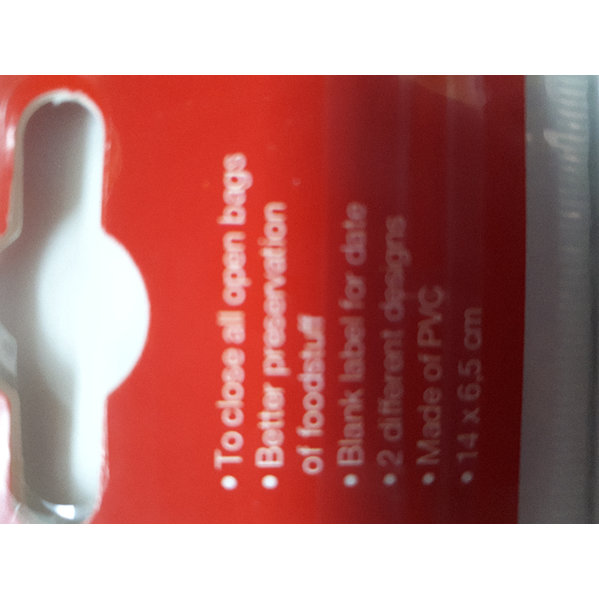 • To close all open bags
• Better preservation
of foodstuff
• Blank label for date
• 2 different designs
• Made of PVC
• 14 x 6,5 cm